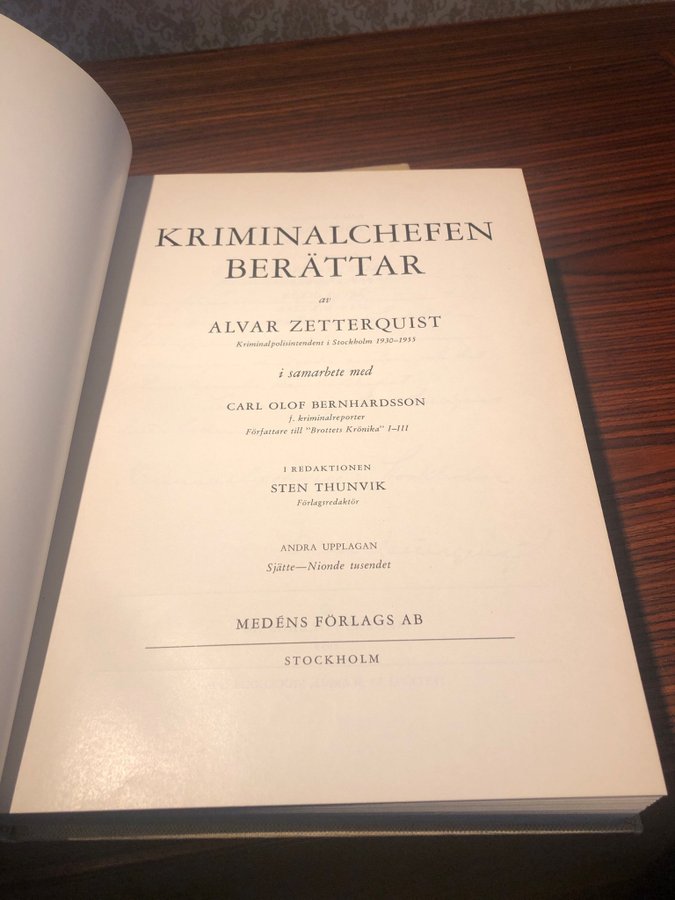 KRIMINALCHEFEN
BERÄTTAR
av
ALVAR ZETTERQUIST
Kriminalpolisintendent i Stockholm 1930–1955
i samarbete med
CARL OLOF BERNHARDSSON
f. kriminalreporter
Författare till "Brottets Krönika" I–III
I REDAKTIONEN
STEN THUNVIK
Förlagsredaktör
ANDRA UPPLAGAN
Sjätte—Nionde tusendet
MEDÉNS FÖRLAGS AB
STOCKHOLM